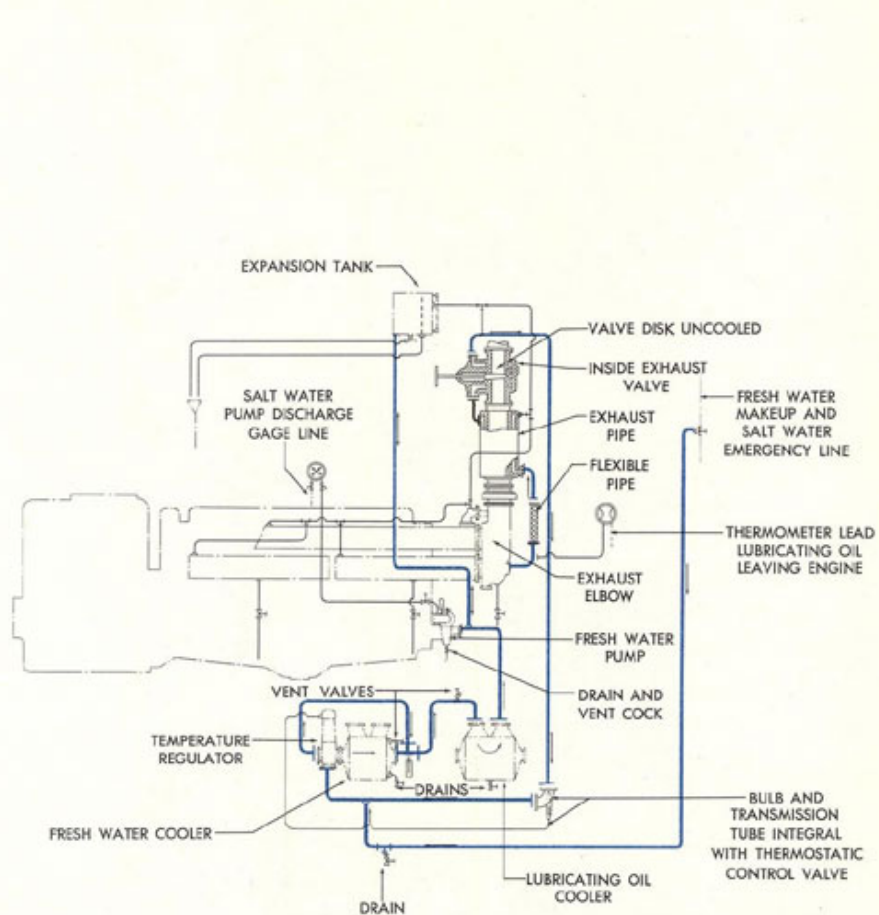 EXPANSION TANK
VALVE DISK UNCOOLED
INSIDE EXHAUST
VALVE
SALT WATER
PUMP DISCHARGE
GAGE LINE
EXHAUST
PIPE
FRESH WATER
MAKEUP AND
SALT WATER
EMERGENCY LINE
FLEXIBLE
PIPE
THERMOMETER LEAD
LUBRICATING OIL
LEAVING ENGINE
EXHAUST
ELBOW
FRESH WATER
PUMP
VENT VALVES
DRAIN AND
VENT COCK
TEMPERATURE
REGULATOR
DRAINS
BULB AND
TRANSMISSION
TUBE INTEGRAL
WITH THERMOSTATIC
CONTROL VALVE
FRESH WATER COOLER
LUBRICATING OIL
COOLER
DRAIN